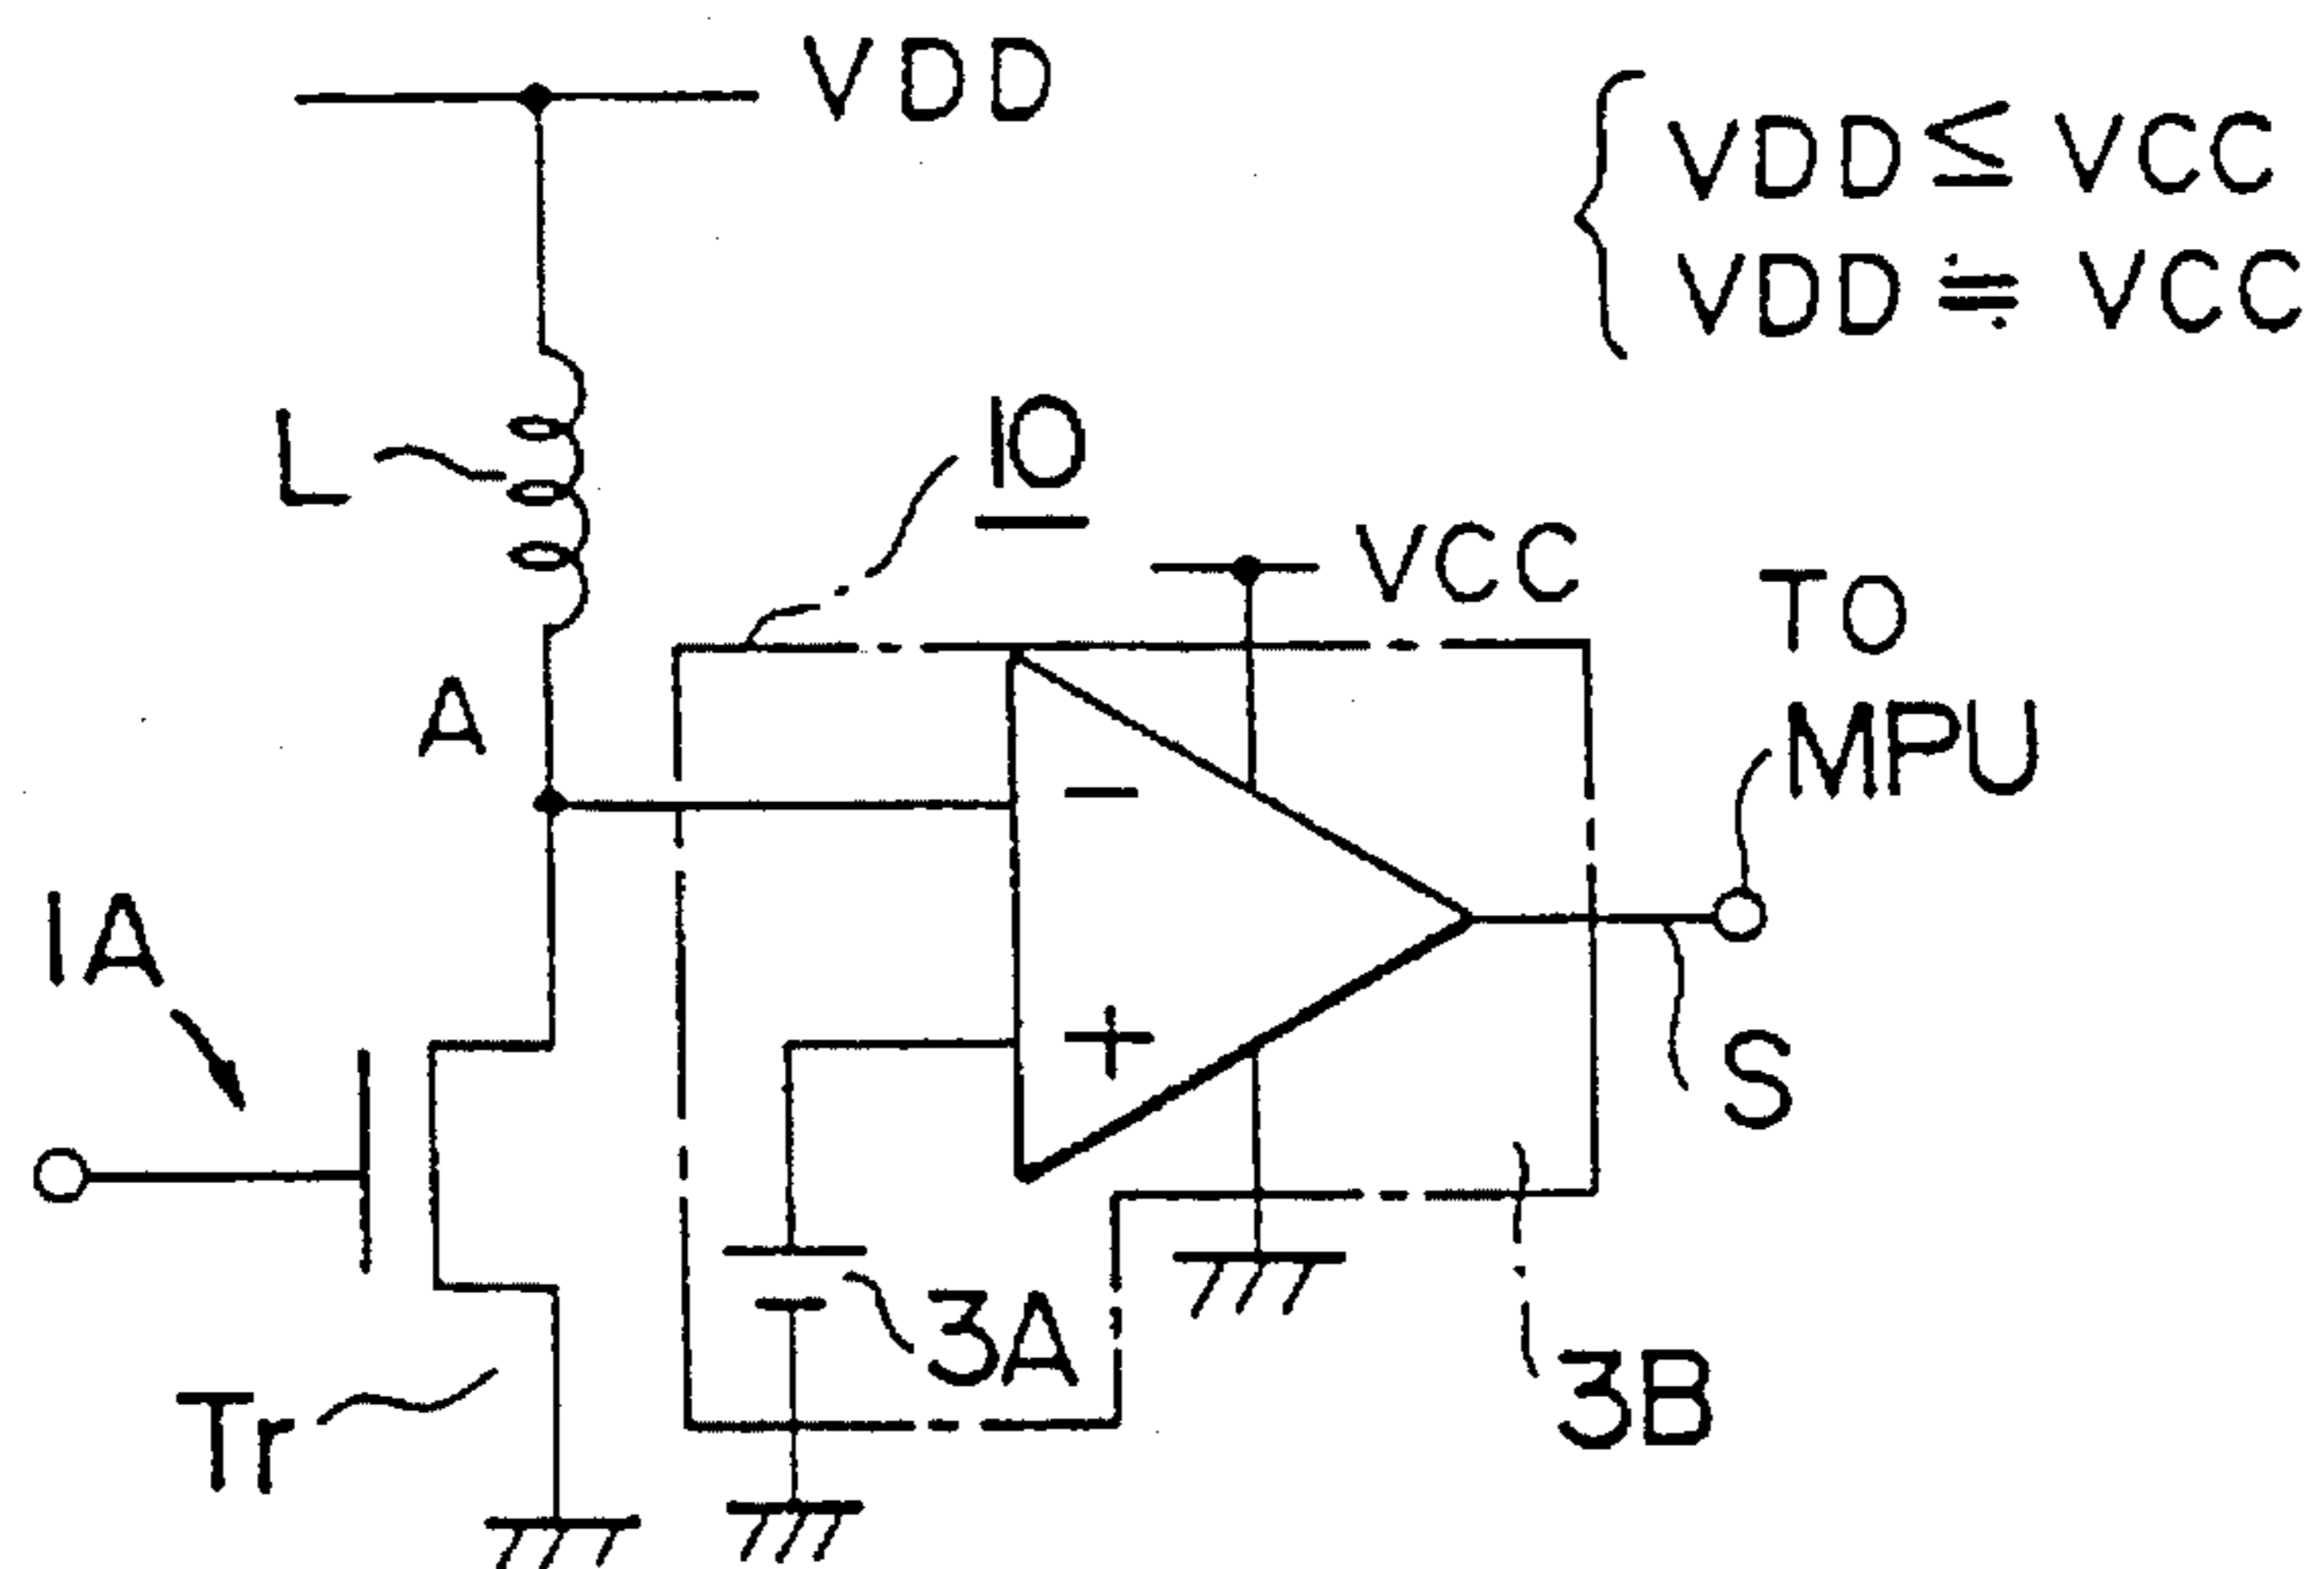 VDD
VDD ≦ VCC
VDD ≒ VCC
L
10
VCC
TO
MPU
A
−
1A
+
S
3A
3B
Tr